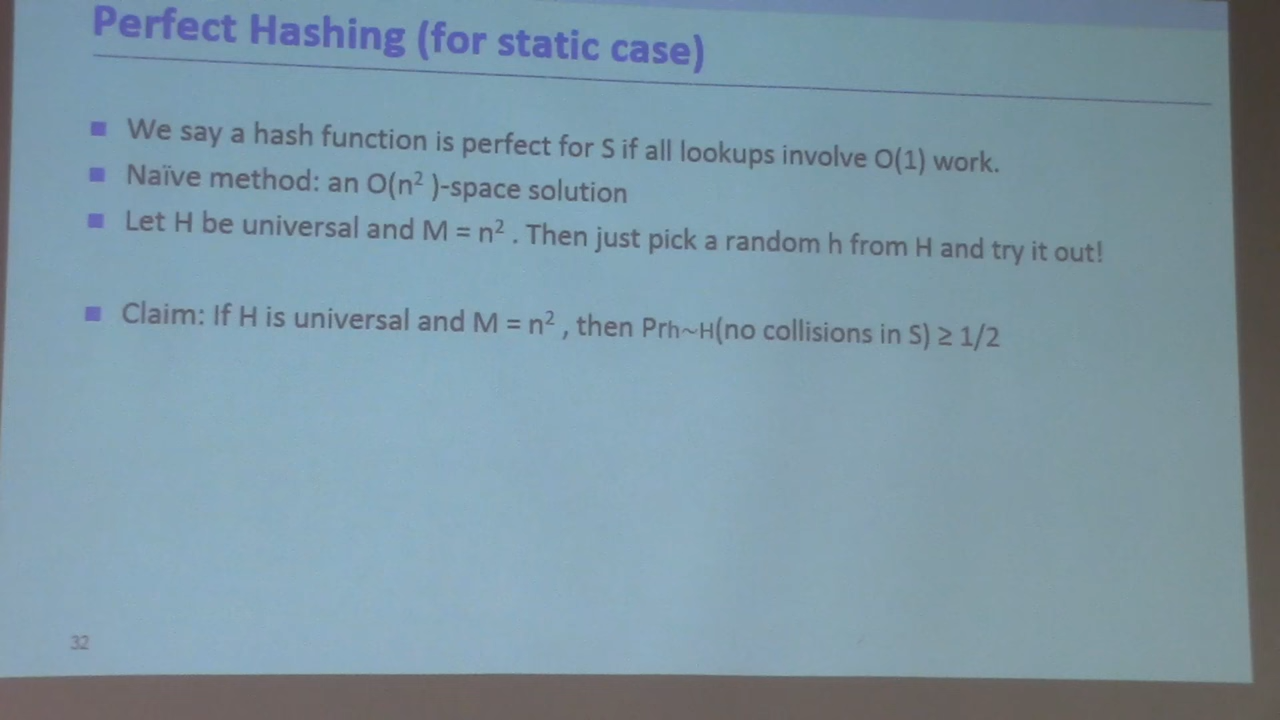 Perfect Hashing (for static case)
We say a hash function is perfect for S if all lookups involve O(1) work.
Naïve method: an O(n² )-space solution
Let H be universal and M = n² . Then just pick a random h from H and try it out!
Claim: If H is universal and M = n² , then Prh~H(no collisions in S) ≥ 1/2
32